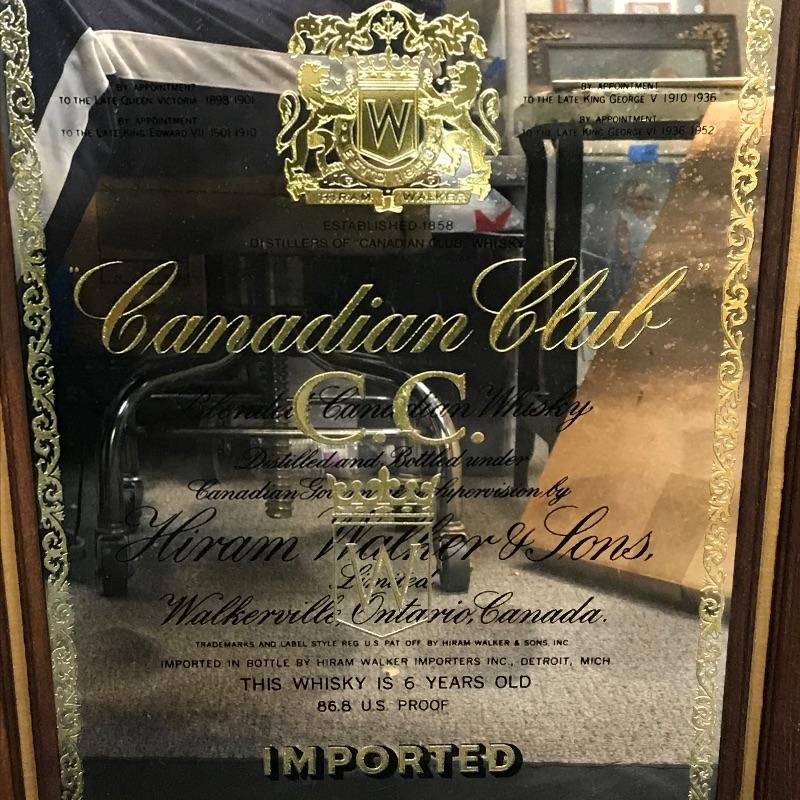 BY APPOINTMENT
TO THE LATE QUEEN VICTORIA 1898-1901
BY APPOINTMENT
TO THE LATE KING EDWARD VII 1901-1910
BY APPOINTMENT
TO THE LATE KING GEORGE V 1910 1936
BY APPOINTMENT
TO THE LATE KING GEORGE VI 1936 1952
W
ESTD 1858
HIRAM WALKER
ESTABLISHED 1858
DISTILLERS OF "CANADIAN CLUB" WHISKY
"Canadian Club"
C.C.
Blended Canadian Whisky
Distilled and Bottled under
Canadian Government Supervision by
Hiram Walker & Sons,
Limited
W
Walkerville Ontario, Canada.
TRADEMARKS AND LABEL STYLE REG. U.S. PAT. OFF. BY HIRAM WALKER & SONS, INC.
IMPORTED IN BOTTLE BY HIRAM WALKER IMPORTERS INC., DETROIT, MICH.
THIS WHISKY IS 6 YEARS OLD
86.8 U.S. PROOF
IMPORTED